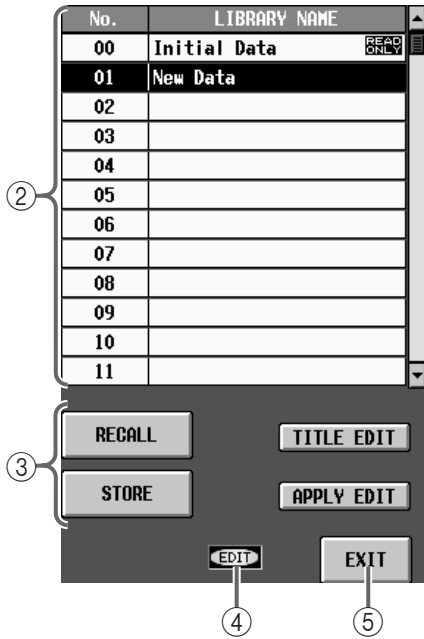 No. LIBRARY NAME
00 Initial Data READ ONLY
01 New Data
02
03
04
05
06
07
08
09
10
11
②
RECALL TITLE EDIT
③
STORE APPLY EDIT
EDIT EXIT
④ ⑤